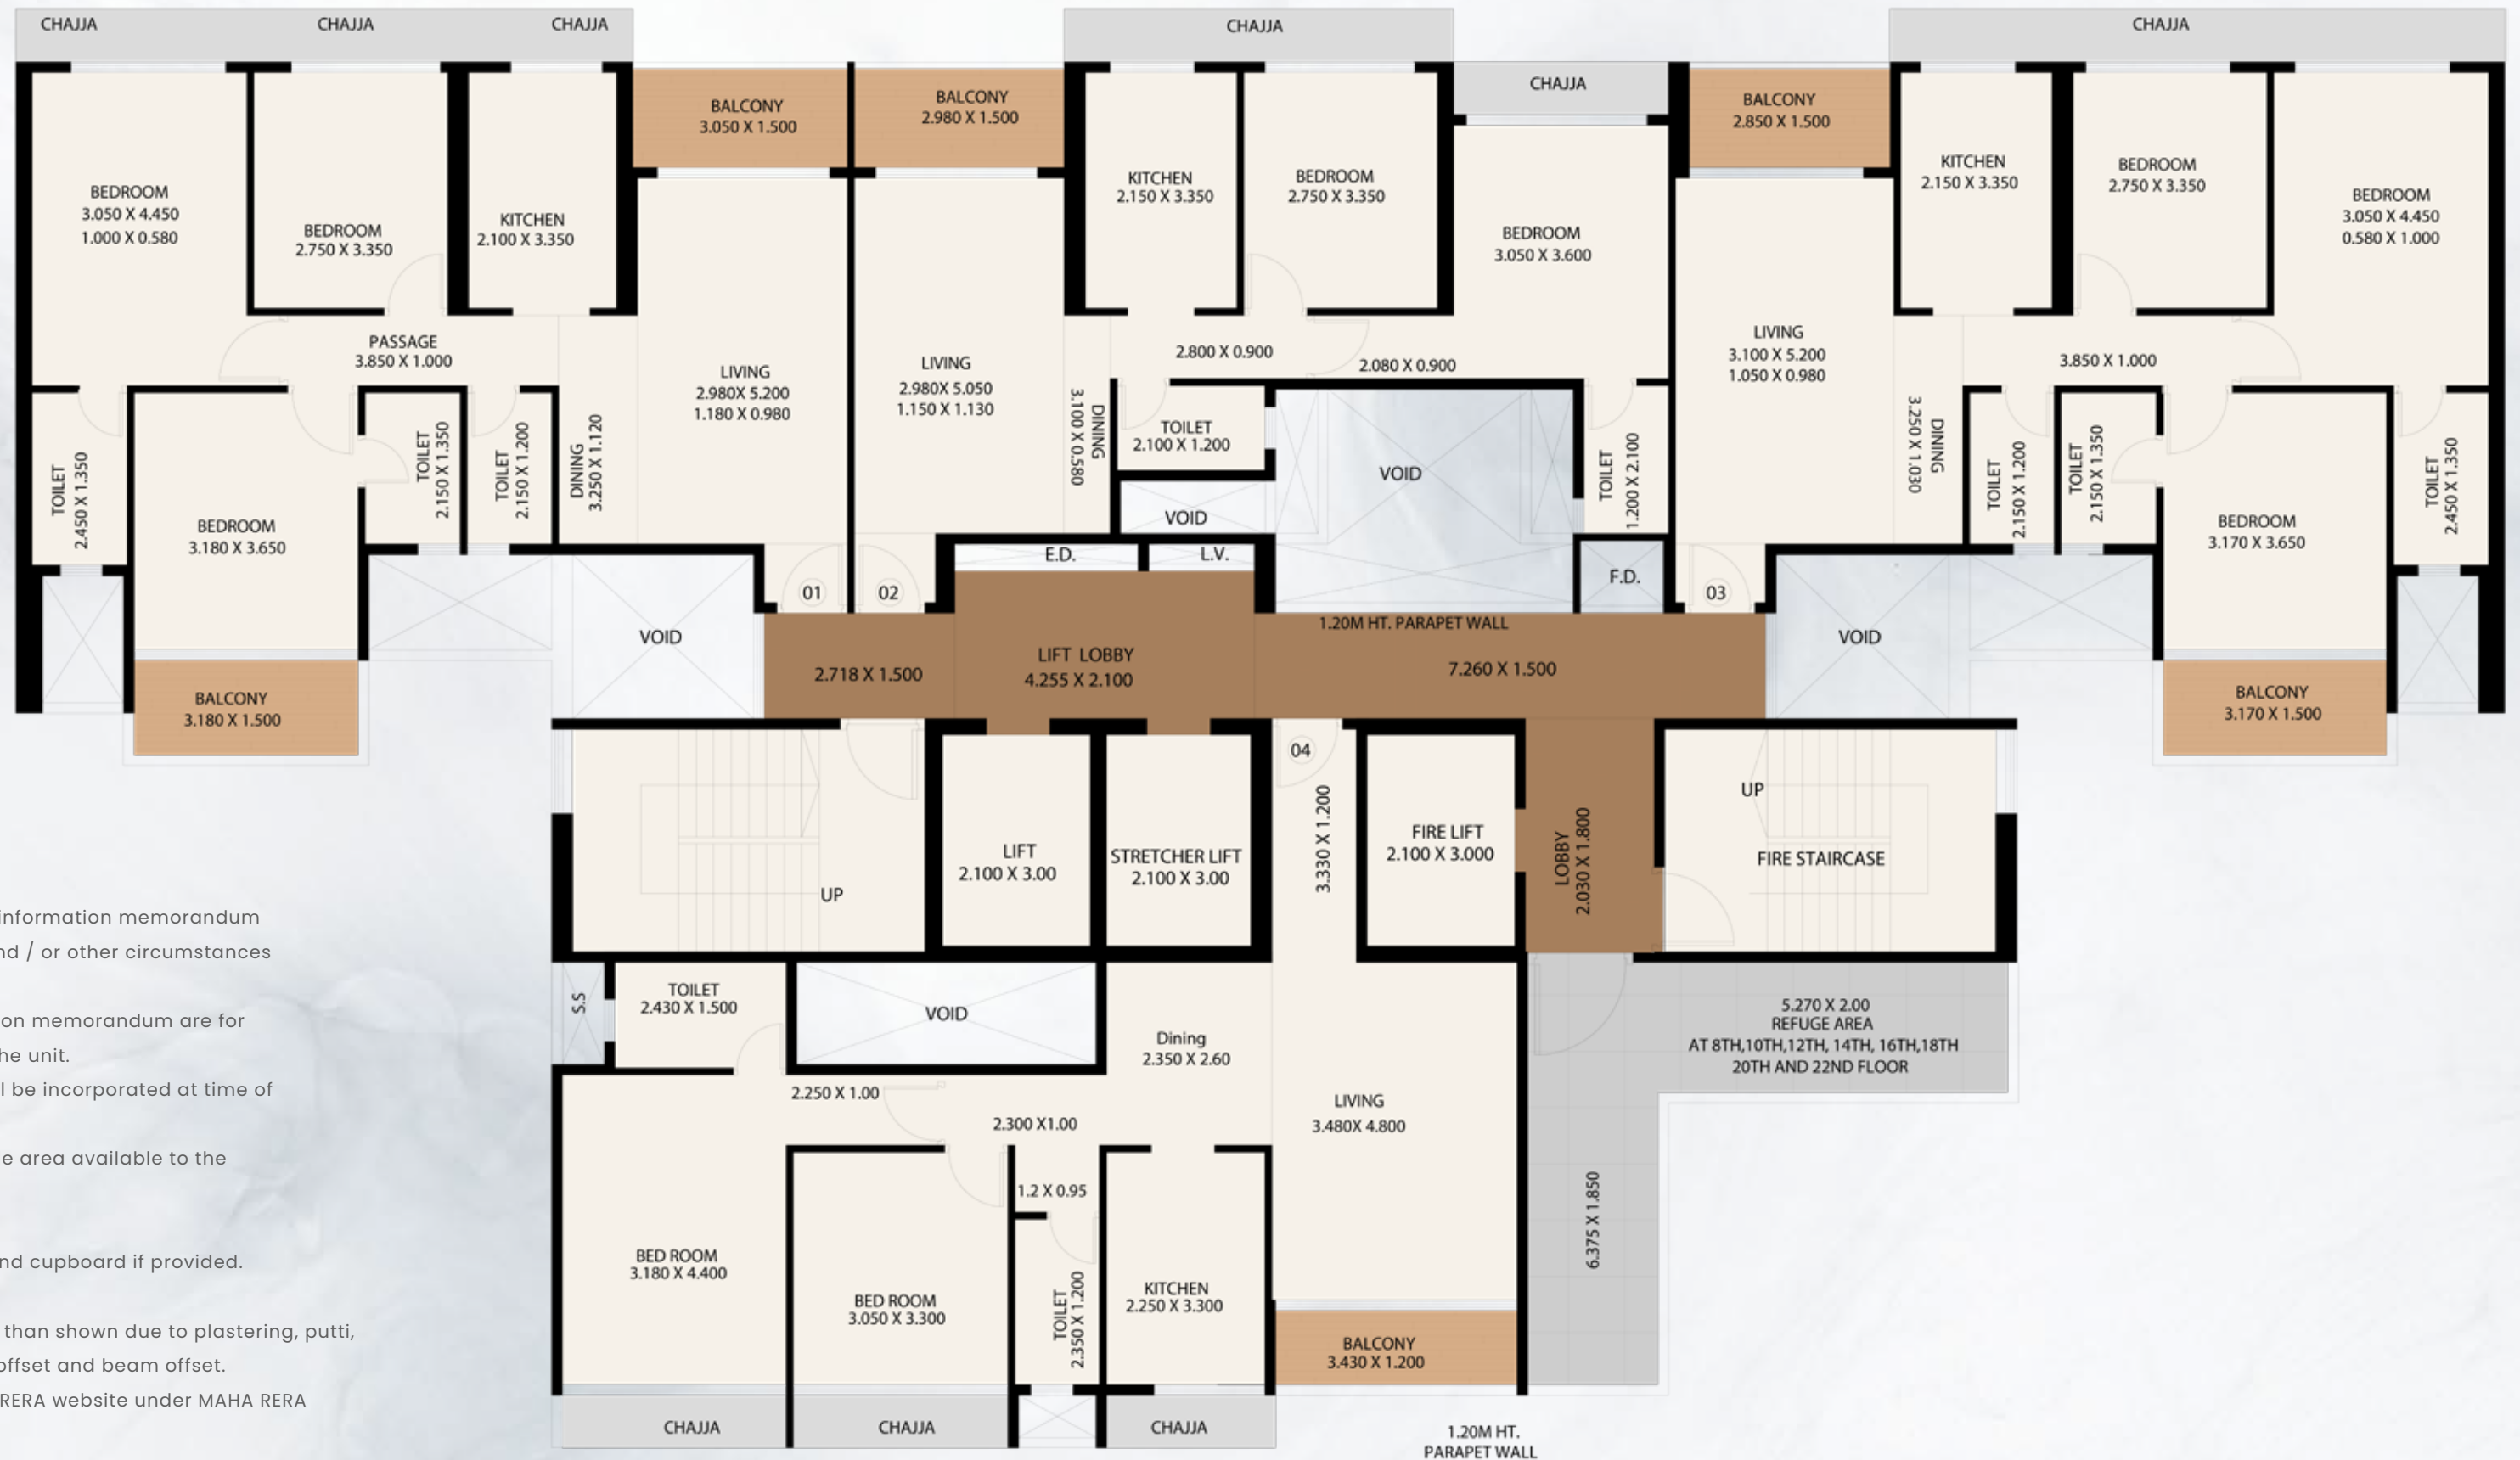 CHAJJA
CHAJJA
CHAJJA
CHAJJA
CHAJJA
CHAJJA
BALCONY
3.050 X 1.500
BALCONY
2.980 X 1.500
BALCONY
2.850 X 1.500
BEDROOM
3.050 X 4.450
1.000 X 0.580
BEDROOM
2.750 X 3.350
KITCHEN
2.100 X 3.350
KITCHEN
2.150 X 3.350
BEDROOM
2.750 X 3.350
BEDROOM
3.050 X 3.600
KITCHEN
2.150 X 3.350
BEDROOM
2.750 X 3.350
BEDROOM
3.050 X 4.450
0.580 X 1.000
PASSAGE
3.850 X 1.000
LIVING
2.980X 5.200
1.180 X 0.980
LIVING
2.980X 5.050
1.150 X 1.130
2.800 X 0.900
2.080 X 0.900
LIVING
3.100 X 5.200
1.050 X 0.980
3.850 X 1.000
TOILET
2.450 X 1.350
BEDROOM
3.180 X 3.650
TOILET
2.150 X 1.350
TOILET
2.150 X 1.200
DINING
3.250 X 1.120
DINING
3.100 X 0.580
TOILET
2.100 X 1.200
VOID
VOID
TOILET
1.200 X 2.100
DINING
3.250 X 1.030
TOILET
2.150 X 1.200
TOILET
2.150 X 1.350
BEDROOM
3.170 X 3.650
TOILET
2.450 X 1.350
E.D.
L.V.
F.D.
01
02
03
VOID
1.20M HT. PARAPET WALL
VOID
2.718 X 1.500
LIFT LOBBY
4.255 X 2.100
7.260 X 1.500
BALCONY
3.180 X 1.500
BALCONY
3.170 X 1.500
04
UP
LIFT
2.100 X 3.00
STRETCHER LIFT
2.100 X 3.00
3.330 X 1.200
FIRE LIFT
2.100 X 3.000
LOBBY
2.030 X 1.800
UP
FIRE STAIRCASE
S.S
TOILET
2.430 X 1.500
VOID
Dining
2.350 X 2.60
5.270 X 2.00
REFUGE AREA
AT 8TH,10TH,12TH, 14TH, 16TH,18TH
20TH AND 22ND FLOOR
2.250 X 1.00
2.300 X1.00
LIVING
3.480X 4.800
1.2 X 0.95
6.375 X 1.850
BED ROOM
3.180 X 4.400
BED ROOM
3.050 X 3.300
TOILET
2.350 X 1.200
KITCHEN
2.250 X 3.300
BALCONY
3.430 X 1.200
CHAJJA
CHAJJA
CHAJJA
1.20M HT.
PARAPET WALL
information memorandum
nd / or other circumstances
on memorandum are for
he unit.
l be incorporated at time of
e area available to the
nd cupboard if provided.
than shown due to plastering, putti,
offset and beam offset.
RERA website under MAHA RERA